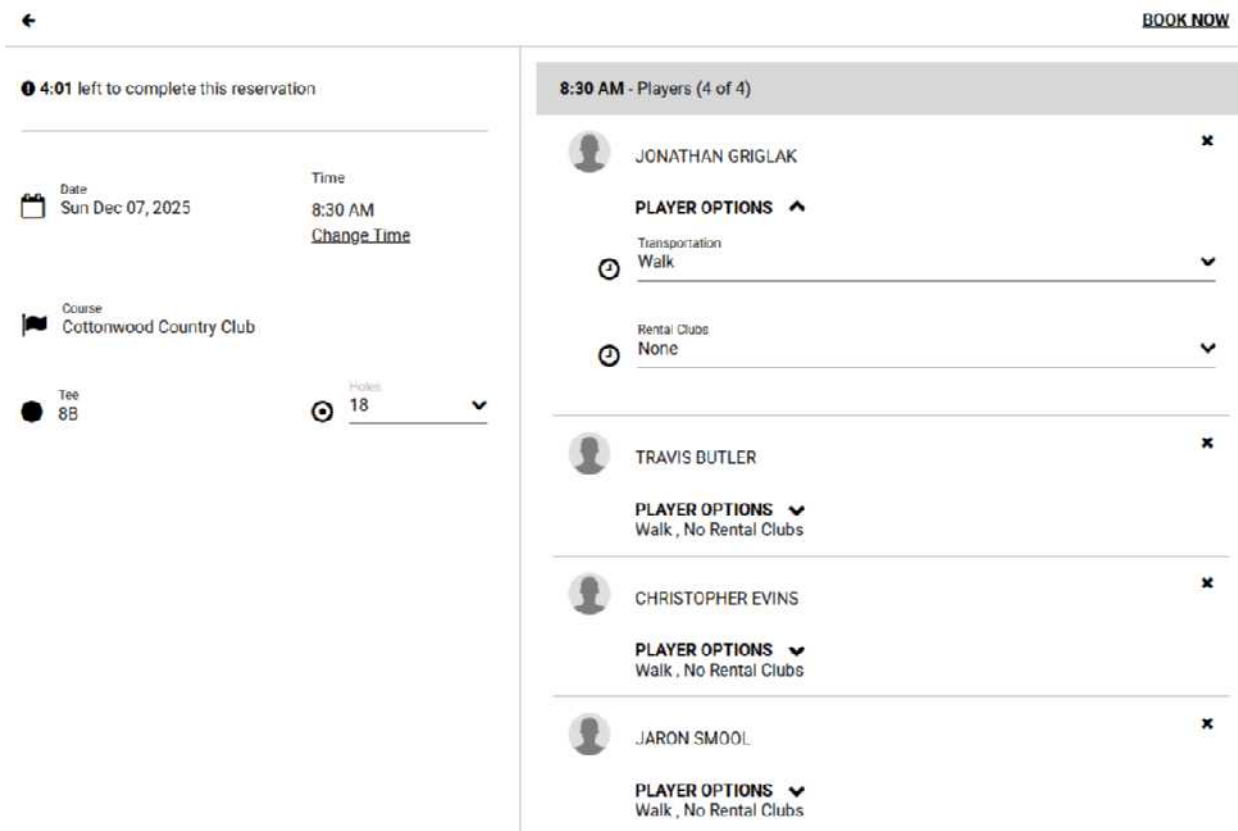 BOOK NOW
4:01 left to complete this reservation
Date
Sun Dec 07, 2025
Time
8:30 AM
Change Time
Course
Cottonwood Country Club
Tee
8B
Holes
18
8:30 AM - Players (4 of 4)
JONATHAN GRIGLAK
PLAYER OPTIONS
Transportation
Walk
Rental Clubs
None
TRAVIS BUTLER
PLAYER OPTIONS
Walk , No Rental Clubs
CHRISTOPHER EVINS
PLAYER OPTIONS
Walk , No Rental Clubs
JARON SMOOL
PLAYER OPTIONS
Walk , No Rental Clubs